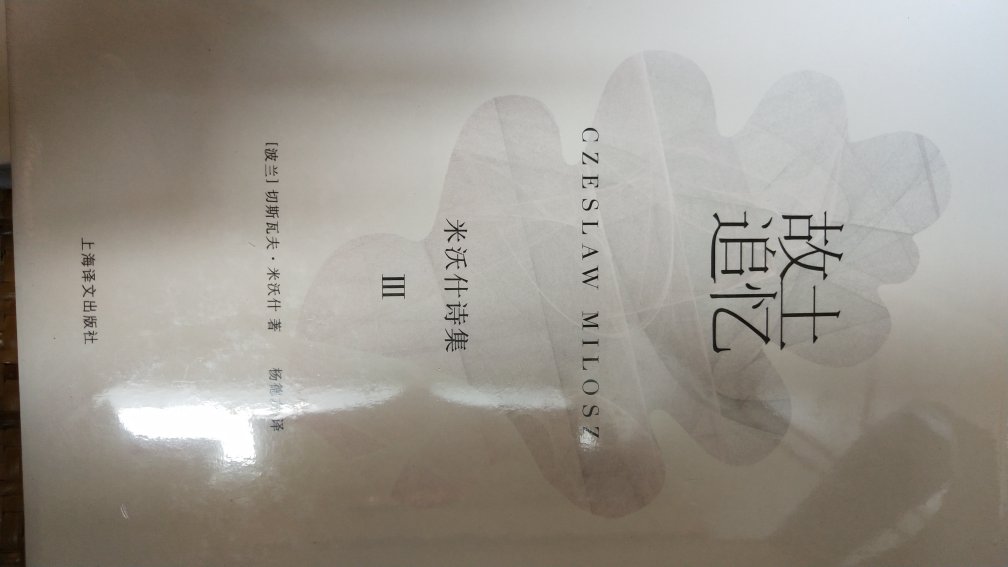 故土
追忆
CZESLAW MILOSZ
米沃什诗集
III
[波兰] 切斯瓦夫·米沃什 著 杨德 译
上海译文出版社